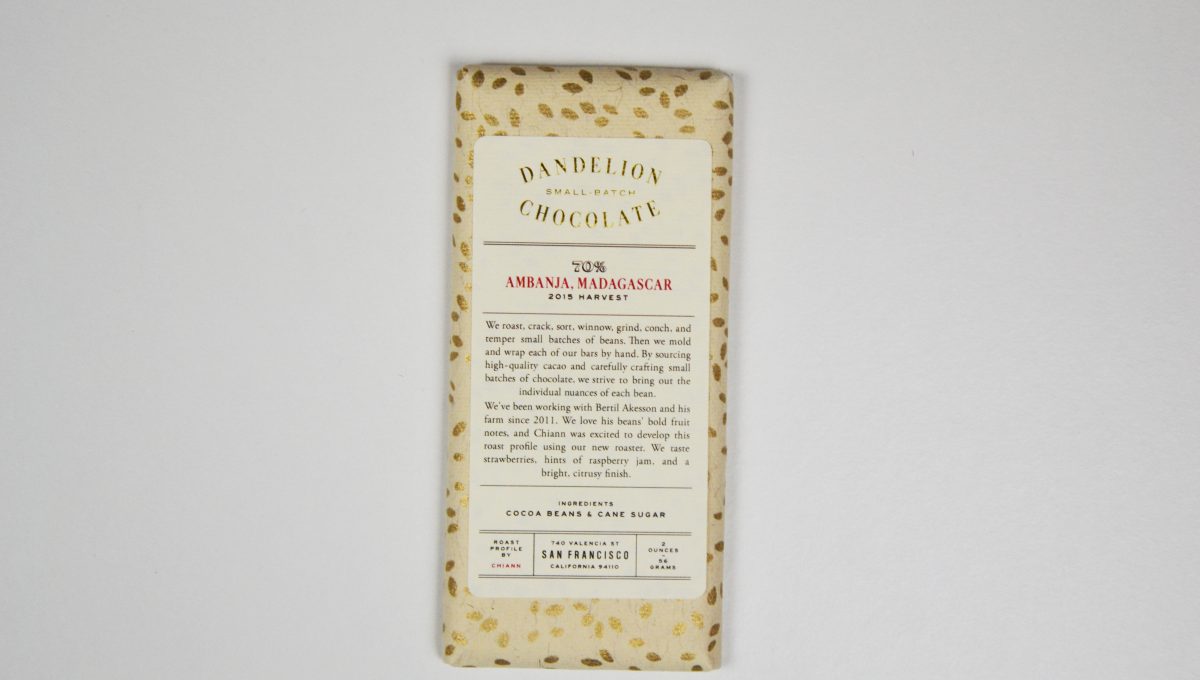 DANDELION
SMALL-BATCH
CHOCOLATE
70%
AMBANJA, MADAGASCAR
2015 HARVEST
We roast, crack, sort, winnow, grind, conch, and
temper small batches of beans. Then we mold
and wrap each of our bars by hand. By sourcing
high-quality cacao and carefully crafting small
batches of chocolate, we strive to bring out the
individual nuances of each bean.
We've been working with Bertil Akesson and his
farm since 2011. We love his beans' bold fruit
notes, and Chiann was excited to develop this
roast profile using our new roaster. We taste
strawberries, hints of raspberry jam, and a
bright, citrusy finish.
INGREDIENTS
COCOA BEANS & CANE SUGAR
ROAST
PROFILE
BY
CHIANN
740 VALENCIA ST
SAN FRANCISCO
CALIFORNIA 94110
2
OUNCES
–
56
GRAMS